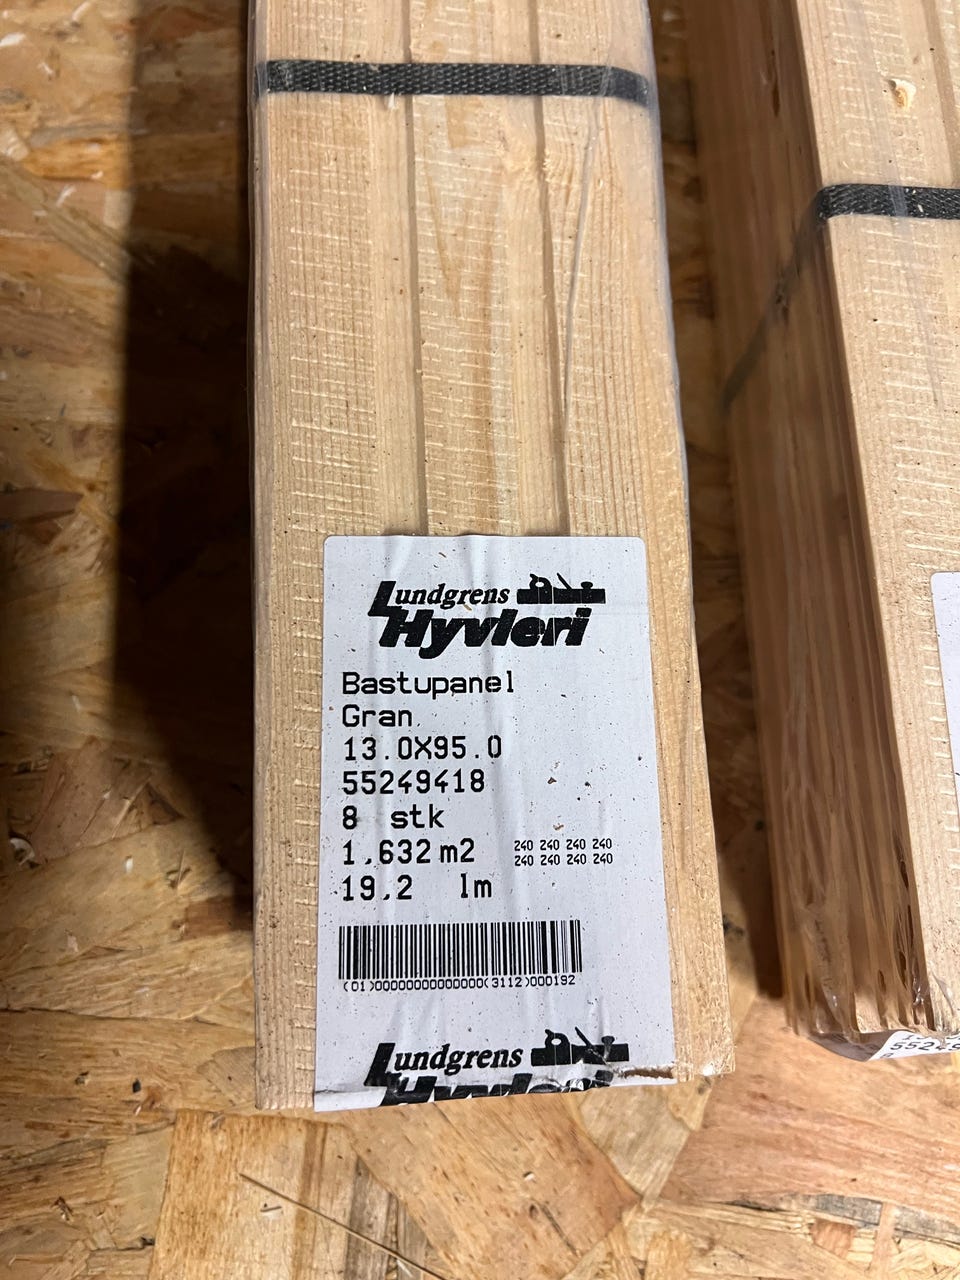 Lundgrens
Hyvleri
Bastupanel
Gran
13.0X95.0
55249418
8 stk
1,632 m2 240 240 240 240
240 240 240 240
19,2 lm
(01)00000000000000(3112)000192
Lundgrens
Hyvleri